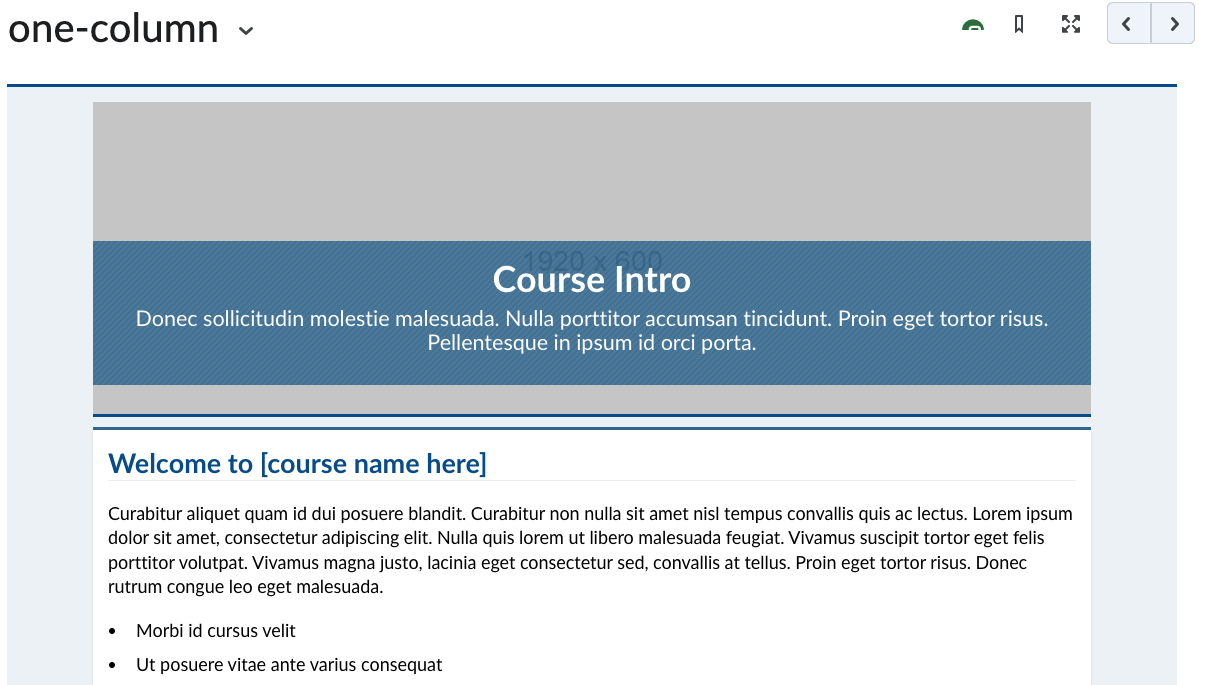 one-column
1920 x 600
Course Intro
Donec sollicitudin molestie malesuada. Nulla porttitor accumsan tincidunt. Proin eget tortor risus.
Pellentesque in ipsum id orci porta.
Welcome to [course name here]
Curabitur aliquet quam id dui posuere blandit. Curabitur non nulla sit amet nisl tempus convallis quis ac lectus. Lorem ipsum
dolor sit amet, consectetur adipiscing elit. Nulla quis lorem ut libero malesuada feugiat. Vivamus suscipit tortor eget felis
porttitor volutpat. Vivamus magna justo, lacinia eget consectetur sed, convallis at tellus. Proin eget tortor risus. Donec
rutrum congue leo eget malesuada.
• Morbi id cursus velit
• Ut posuere vitae ante varius consequat